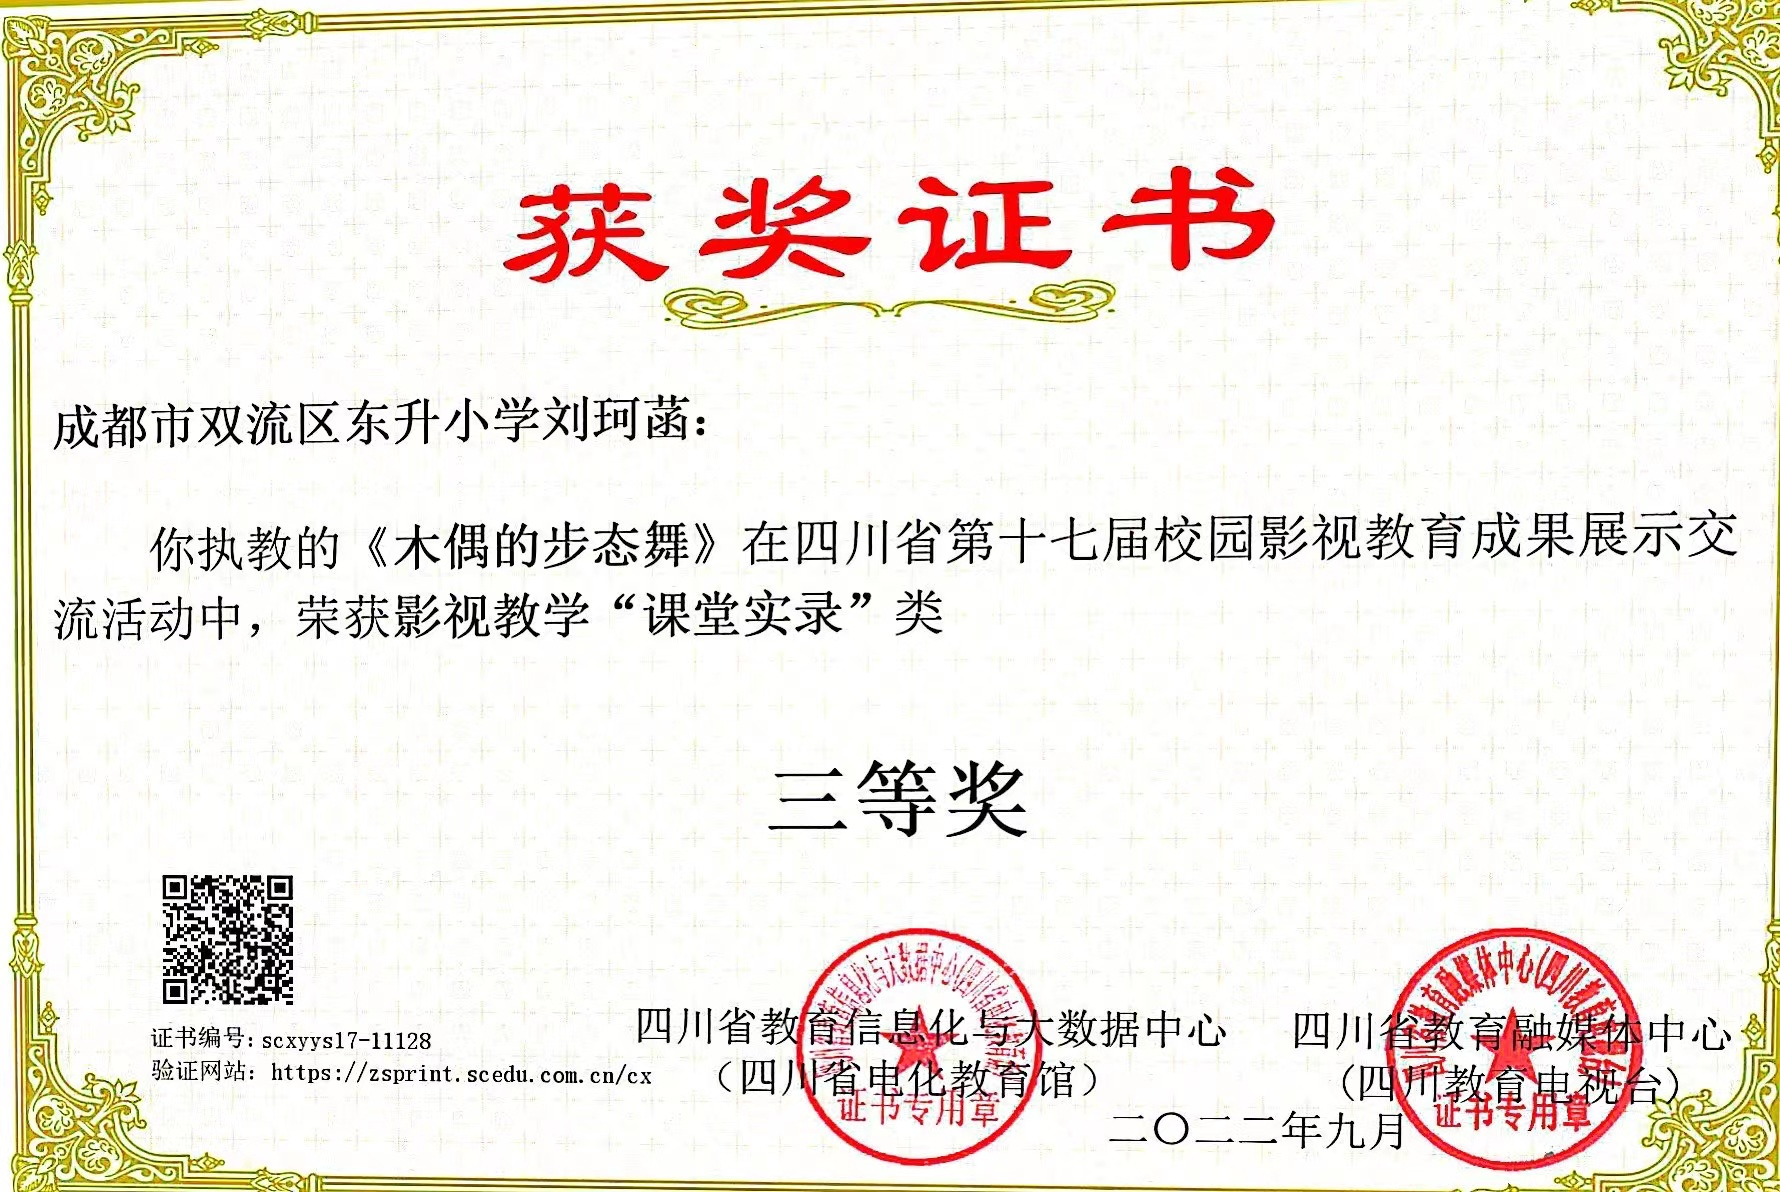 获奖证书
成都市双流区东升小学刘珂菡：
你执教的《木偶的步态舞》在四川省第十七届校园影视教育成果展示交
流活动中，荣获影视教学“课堂实录”类
三等奖
证书编号：scxyys17-11128
验证网站：https://zsprint.scedu.com.cn/cx
四川省教育信息化与大数据中心
（四川省电化教育馆）
四川省教育融媒体中心
(四川教育电视台)
二〇二二年九月
证书专用章
证书专用章